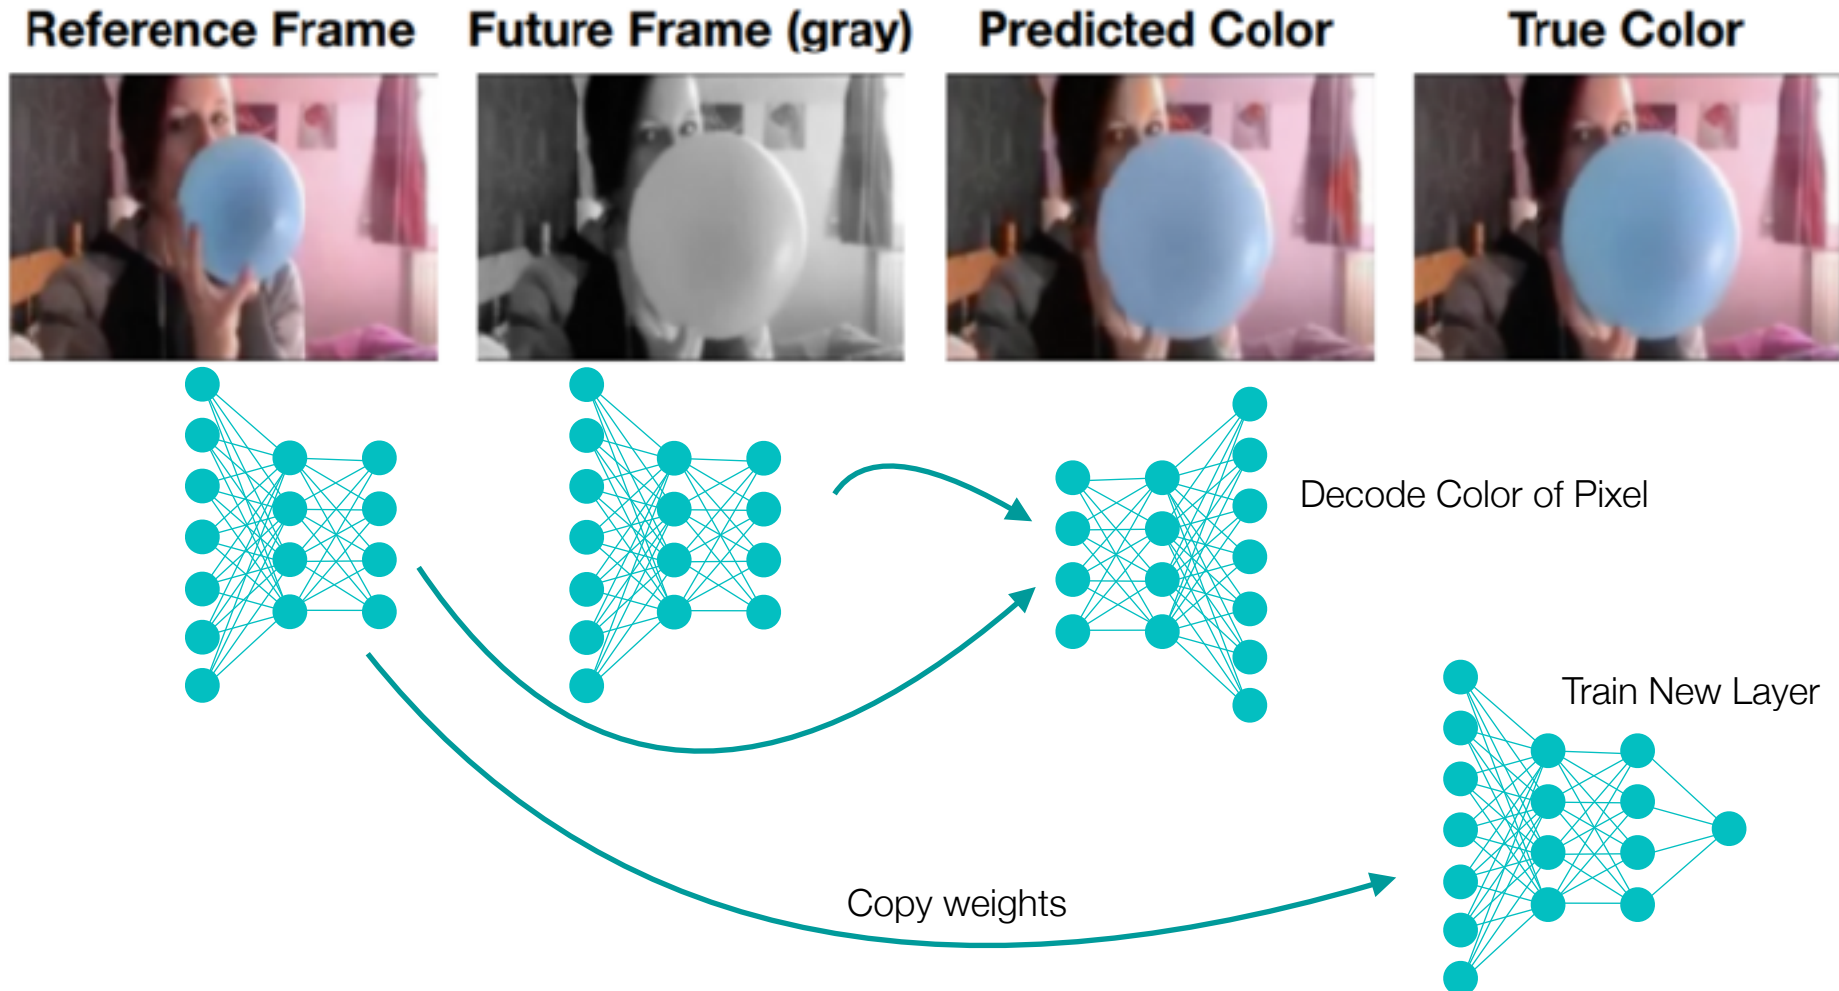 Reference Frame
Future Frame (gray)
Predicted Color
True Color
Decode Color of Pixel
Train New Layer
Copy weights